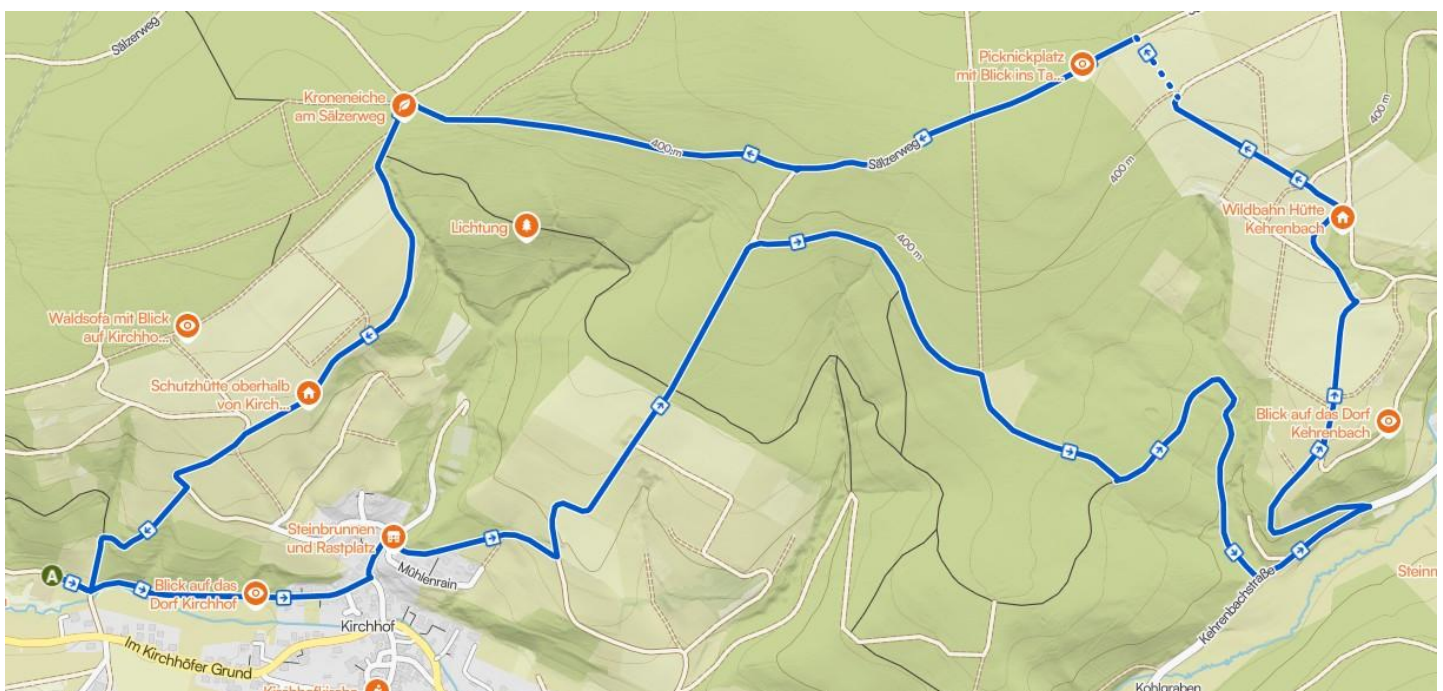 Sälzerweg
Picknickplatz
mit Blick ins Ta...
Kroneneiche
am Sälzerweg
400 m
400 m
Sälzerweg
400 m
Wildbahn Hütte
Kehrenbach
Lichtung
400 m
Waldsofa mit Blick
auf Kirchho...
Schutzhütte oberhalb
von Kirch...
Blick auf das Dorf
Kehrenbach
Steinbrunnen
und Rastplatz
Mühlenrain
A
Blick auf das
Dorf Kirchhof
Kirchhof
Kehrenbachstraße
Im Kirchhöfer Grund
Kohlgraben